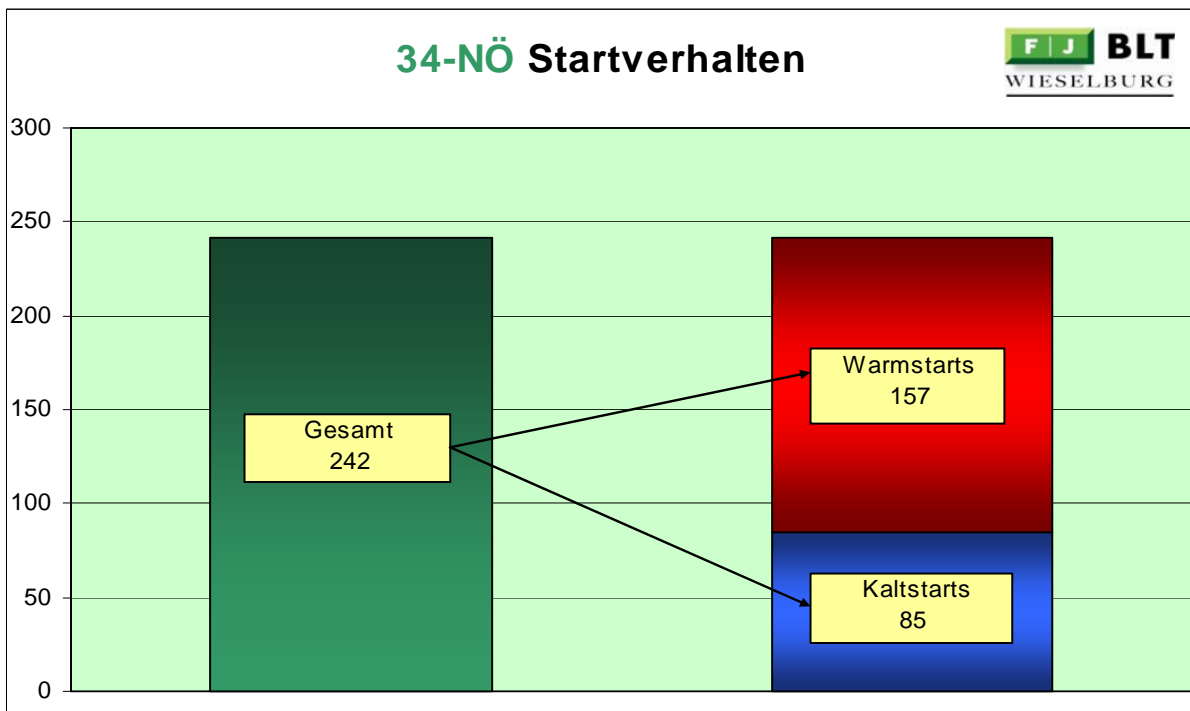 34-NÖ Startverhalten
F J BLT
WIESELBURG
300
250
200
150
100
50
0
Gesamt
242
Warmstarts
157
Kaltstarts
85